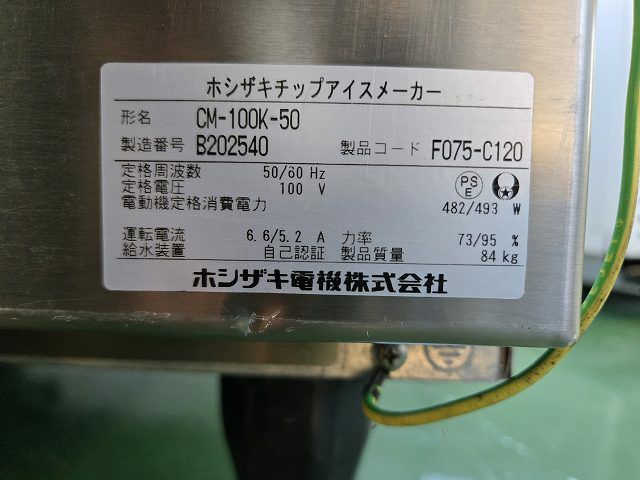 ホシザキチップアイスメーカー
形名 CM-100K-50
製造番号 B202540 製品コード F075-C120
定格周波数 50/60 Hz
定格電圧 100 V
PSE
電動機定格消費電力 482/493 W
運転電流 6.6/5.2 A 力率 73/95 %
給水装置 自己認証 製品質量 84 kg
ホシザキ電機株式会社